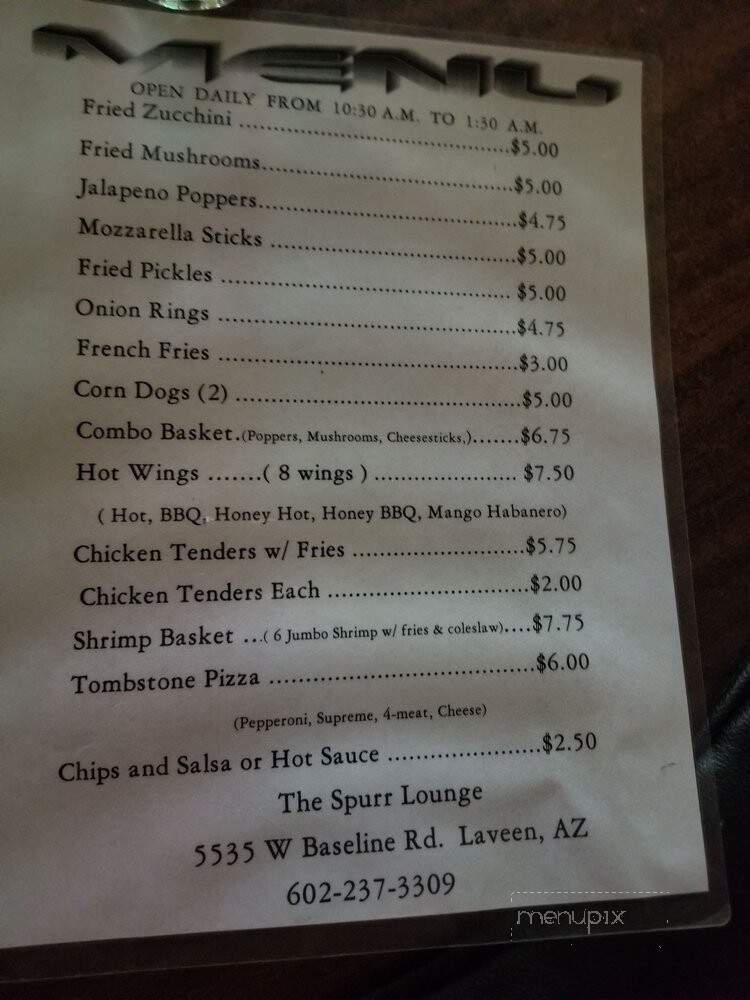 MENU
OPEN DAILY FROM 10:30 A.M. TO 1:30 A.M.
Fried Zucchini ........................................$5.00
Fried Mushrooms.....................................$5.00
Jalapeno Poppers.....................................$4.75
Mozzarella Sticks ...................................$5.00
Fried Pickles .......................................... $5.00
Onion Rings ...........................................$4.75
French Fries ...........................................$3.00
Corn Dogs (2) .........................................$5.00
Combo Basket.(Poppers, Mushrooms, Cheesesticks,).......$6.75
Hot Wings .......( 8 wings ) ..................... $7.50
( Hot, BBQ, Honey Hot, Honey BBQ, Mango Habanero)
Chicken Tenders w/ Fries .........................$5.75
Chicken Tenders Each .............................$2.00
Shrimp Basket ...( 6 Jumbo Shrimp w/ fries & coleslaw)....$7.75
Tombstone Pizza ......................................$6.00
(Pepperoni, Supreme, 4-meat, Cheese)
Chips and Salsa or Hot Sauce ......................$2.50
The Spurr Lounge
5535 W Baseline Rd. Laveen, AZ
602-237-3309
menupix